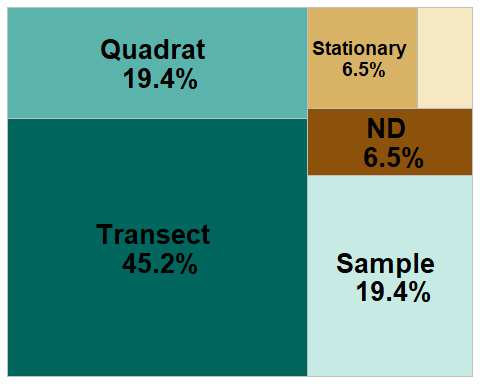 Quadrat
19.4%
Stationary
6.5%
ND
6.5%
Transect
45.2%
Sample
19.4%